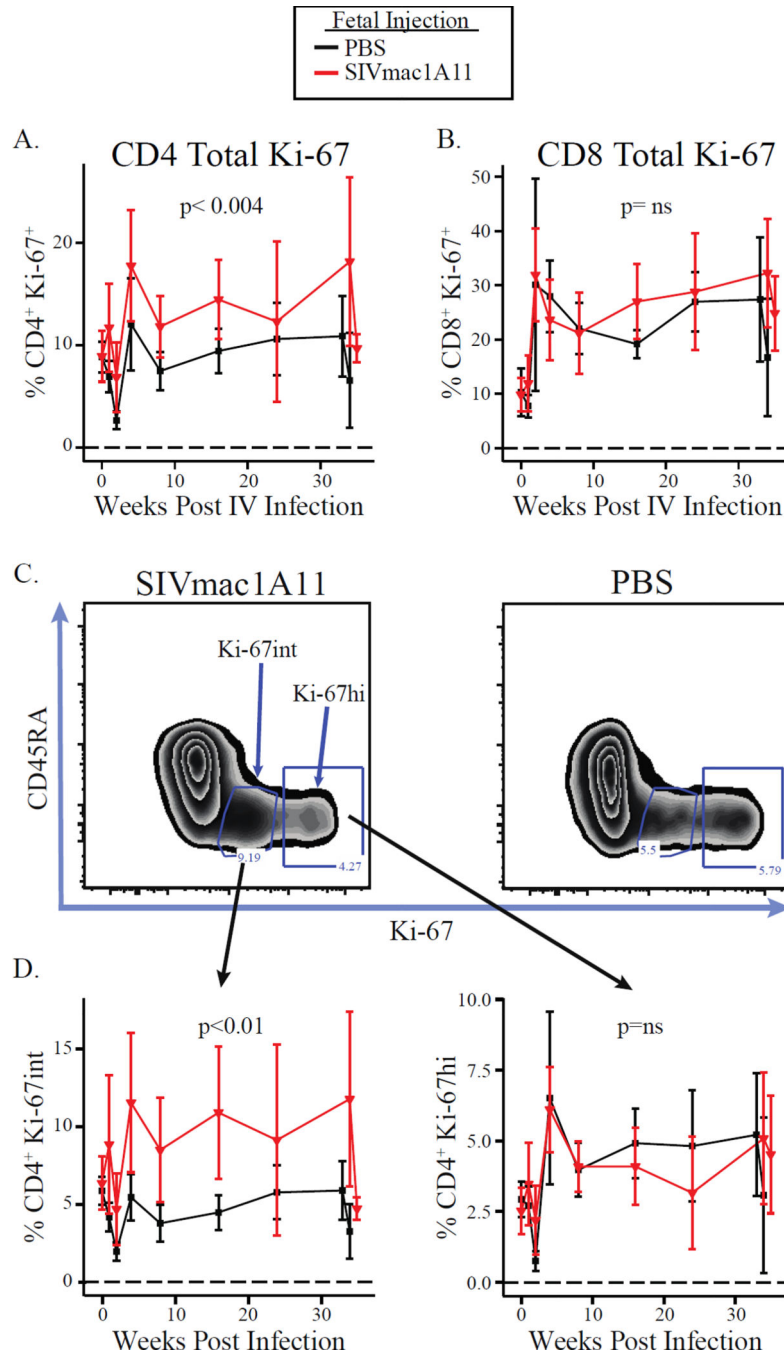 Fetal Injection
PBS
SIVmac1A11
A.
CD4 Total Ki-67
p< 0.004
% CD4+ Ki-67+
20
10
0
0 10 20 30
Weeks Post IV Infection
B.
CD8 Total Ki-67
p= ns
% CD8+ Ki-67+
50
40
30
20
10
0
0 10 20 30
Weeks Post IV Infection
C.
SIVmac1A11
PBS
Ki-67int
Ki-67hi
CD45RA
9.19
4.27
5.5
5.79
Ki-67
D.
p<0.01
% CD4+ Ki-67int
15
10
5
0
0 10 20 30
Weeks Post Infection
p=ns
% CD4+ Ki-67hi
10.0
7.5
5.0
2.5
0.0
0 10 20 30
Weeks Post Infection